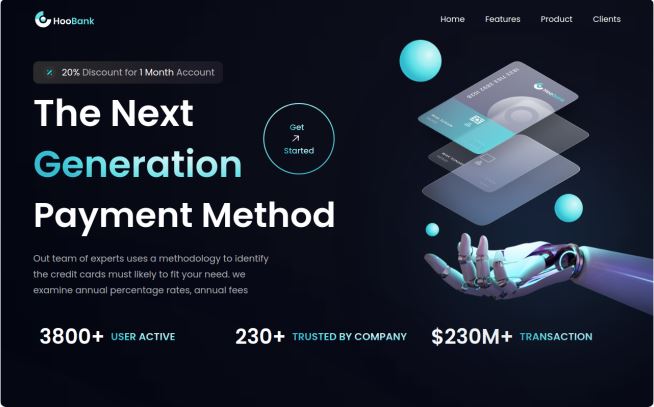 HooBank
Home Features Product Clients
20% Discount for 1 Month Account
The Next
Generation
Payment Method
Get
Started
Out team of experts uses a methodology to identify
the credit cards must likely to fit your need. we
examine annual percentage rates, annual fees
3800+ USER ACTIVE
230+ TRUSTED BY COMPANY
$230M+ TRANSACTION
HooBank